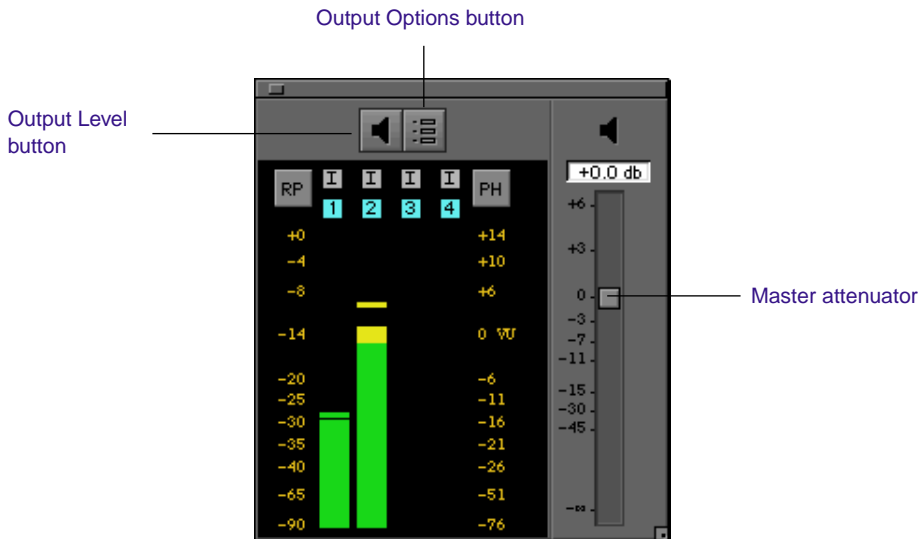 Output Options button
Output Level
button
+0.0 db
RP I I I I PH
1 2 3 4
+0 +14
-4 +10
-8 +6
-14 0 VU
-20 -6
-25 -11
-30 -16
-35 -21
-40 -26
-65 -51
-90 -76
+6
+3
0
-3
-7
-11
-15
-30
-45
-∞
Master attenuator